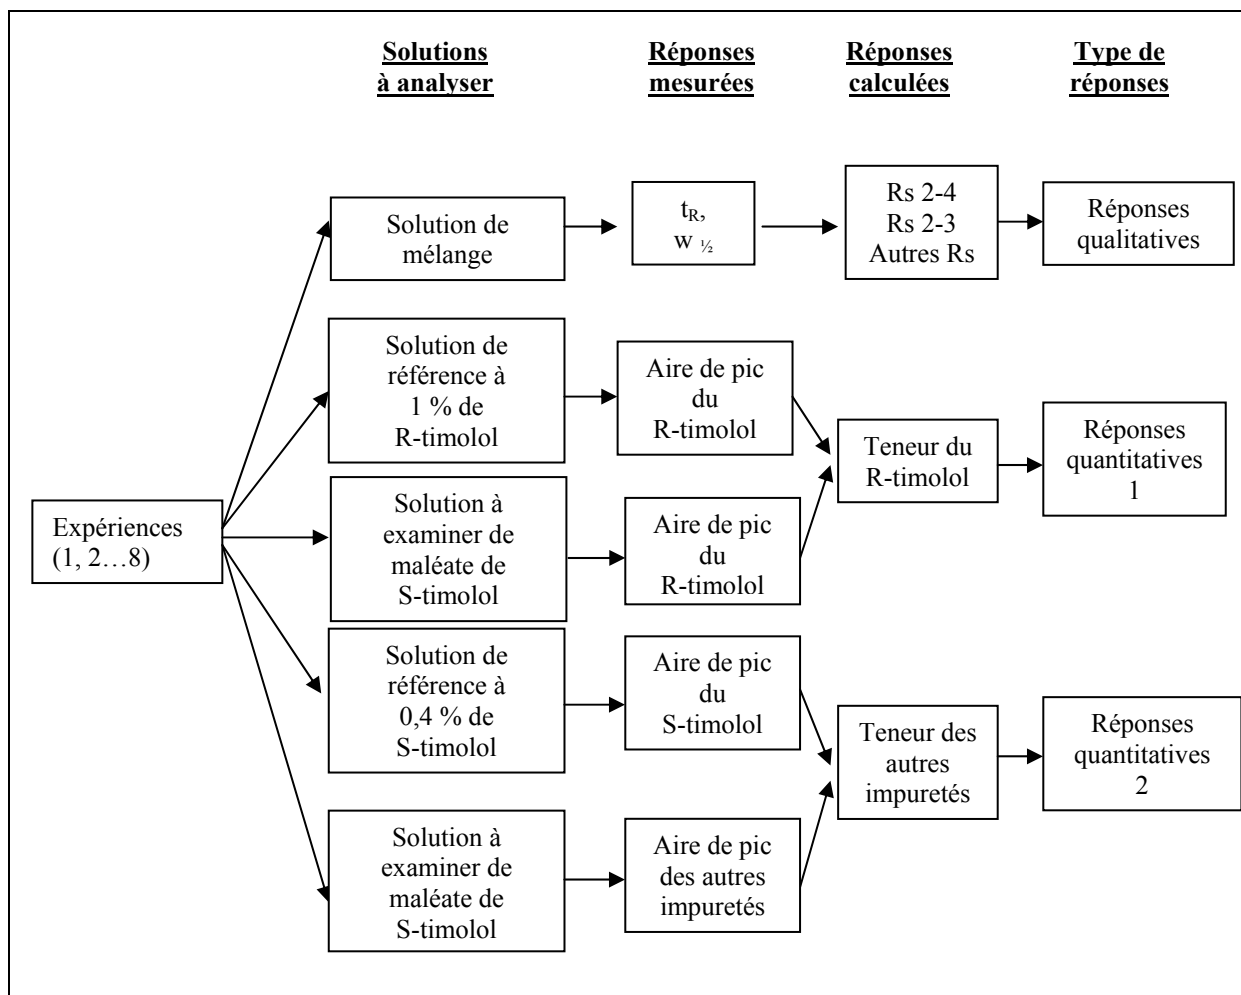 Solutions
à analyser
Réponses
mesurées
Réponses
calculées
Type de
réponses
Expériences
(1, 2…8)
Solution de
mélange
tR,
w ½
Rs 2-4
Rs 2-3
Autres Rs
Réponses
qualitatives
Solution de
référence à
1 % de
R-timolol
Aire de pic
du
R-timolol
Solution à
examiner de
maléate de
S-timolol
Aire de pic
du
R-timolol
Teneur du
R-timolol
Réponses
quantitatives
1
Solution de
référence à
0,4 % de
S-timolol
Aire de pic
du
S-timolol
Solution à
examiner de
maléate de
S-timolol
Aire de pic
des autres
impuretés
Teneur des
autres
impuretés
Réponses
quantitatives
2